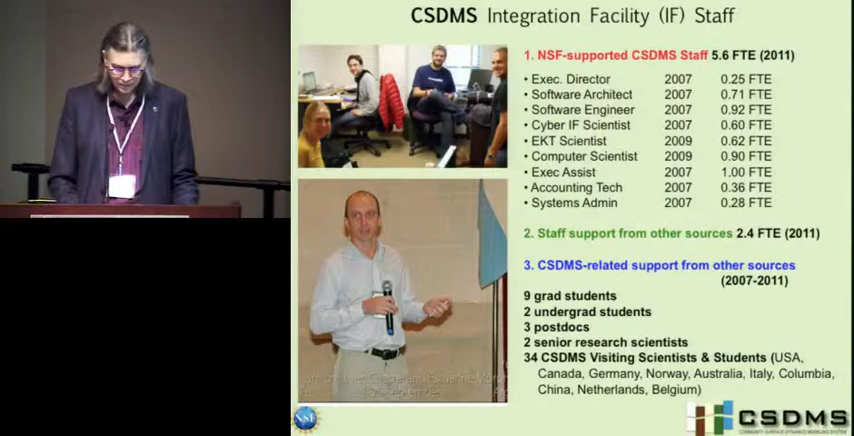 CSDMS Integration Facility (IF) Staff
1. NSF-supported CSDMS Staff 5.6 FTE (2011)
• Exec. Director 2007 0.25 FTE
• Software Architect 2007 0.71 FTE
• Software Engineer 2007 0.92 FTE
• Cyber IF Scientist 2007 0.60 FTE
• EKT Scientist 2009 0.62 FTE
• Computer Scientist 2009 0.90 FTE
• Exec Assist 2007 1.00 FTE
• Accounting Tech 2007 0.36 FTE
• Systems Admin 2007 0.28 FTE
2. Staff support from other sources 2.4 FTE (2011)
3. CSDMS-related support from other sources
(2007-2011)
9 grad students
2 undergrad students
3 postdocs
2 senior research scientists
34 CSDMS Visiting Scientists & Students (USA,
Canada, Germany, Norway, Australia, Italy, Columbia,
China, Netherlands, Belgium)
NSF
CSDMS
COMMUNITY SURFACE DYNAMICS MODELING SYSTEM